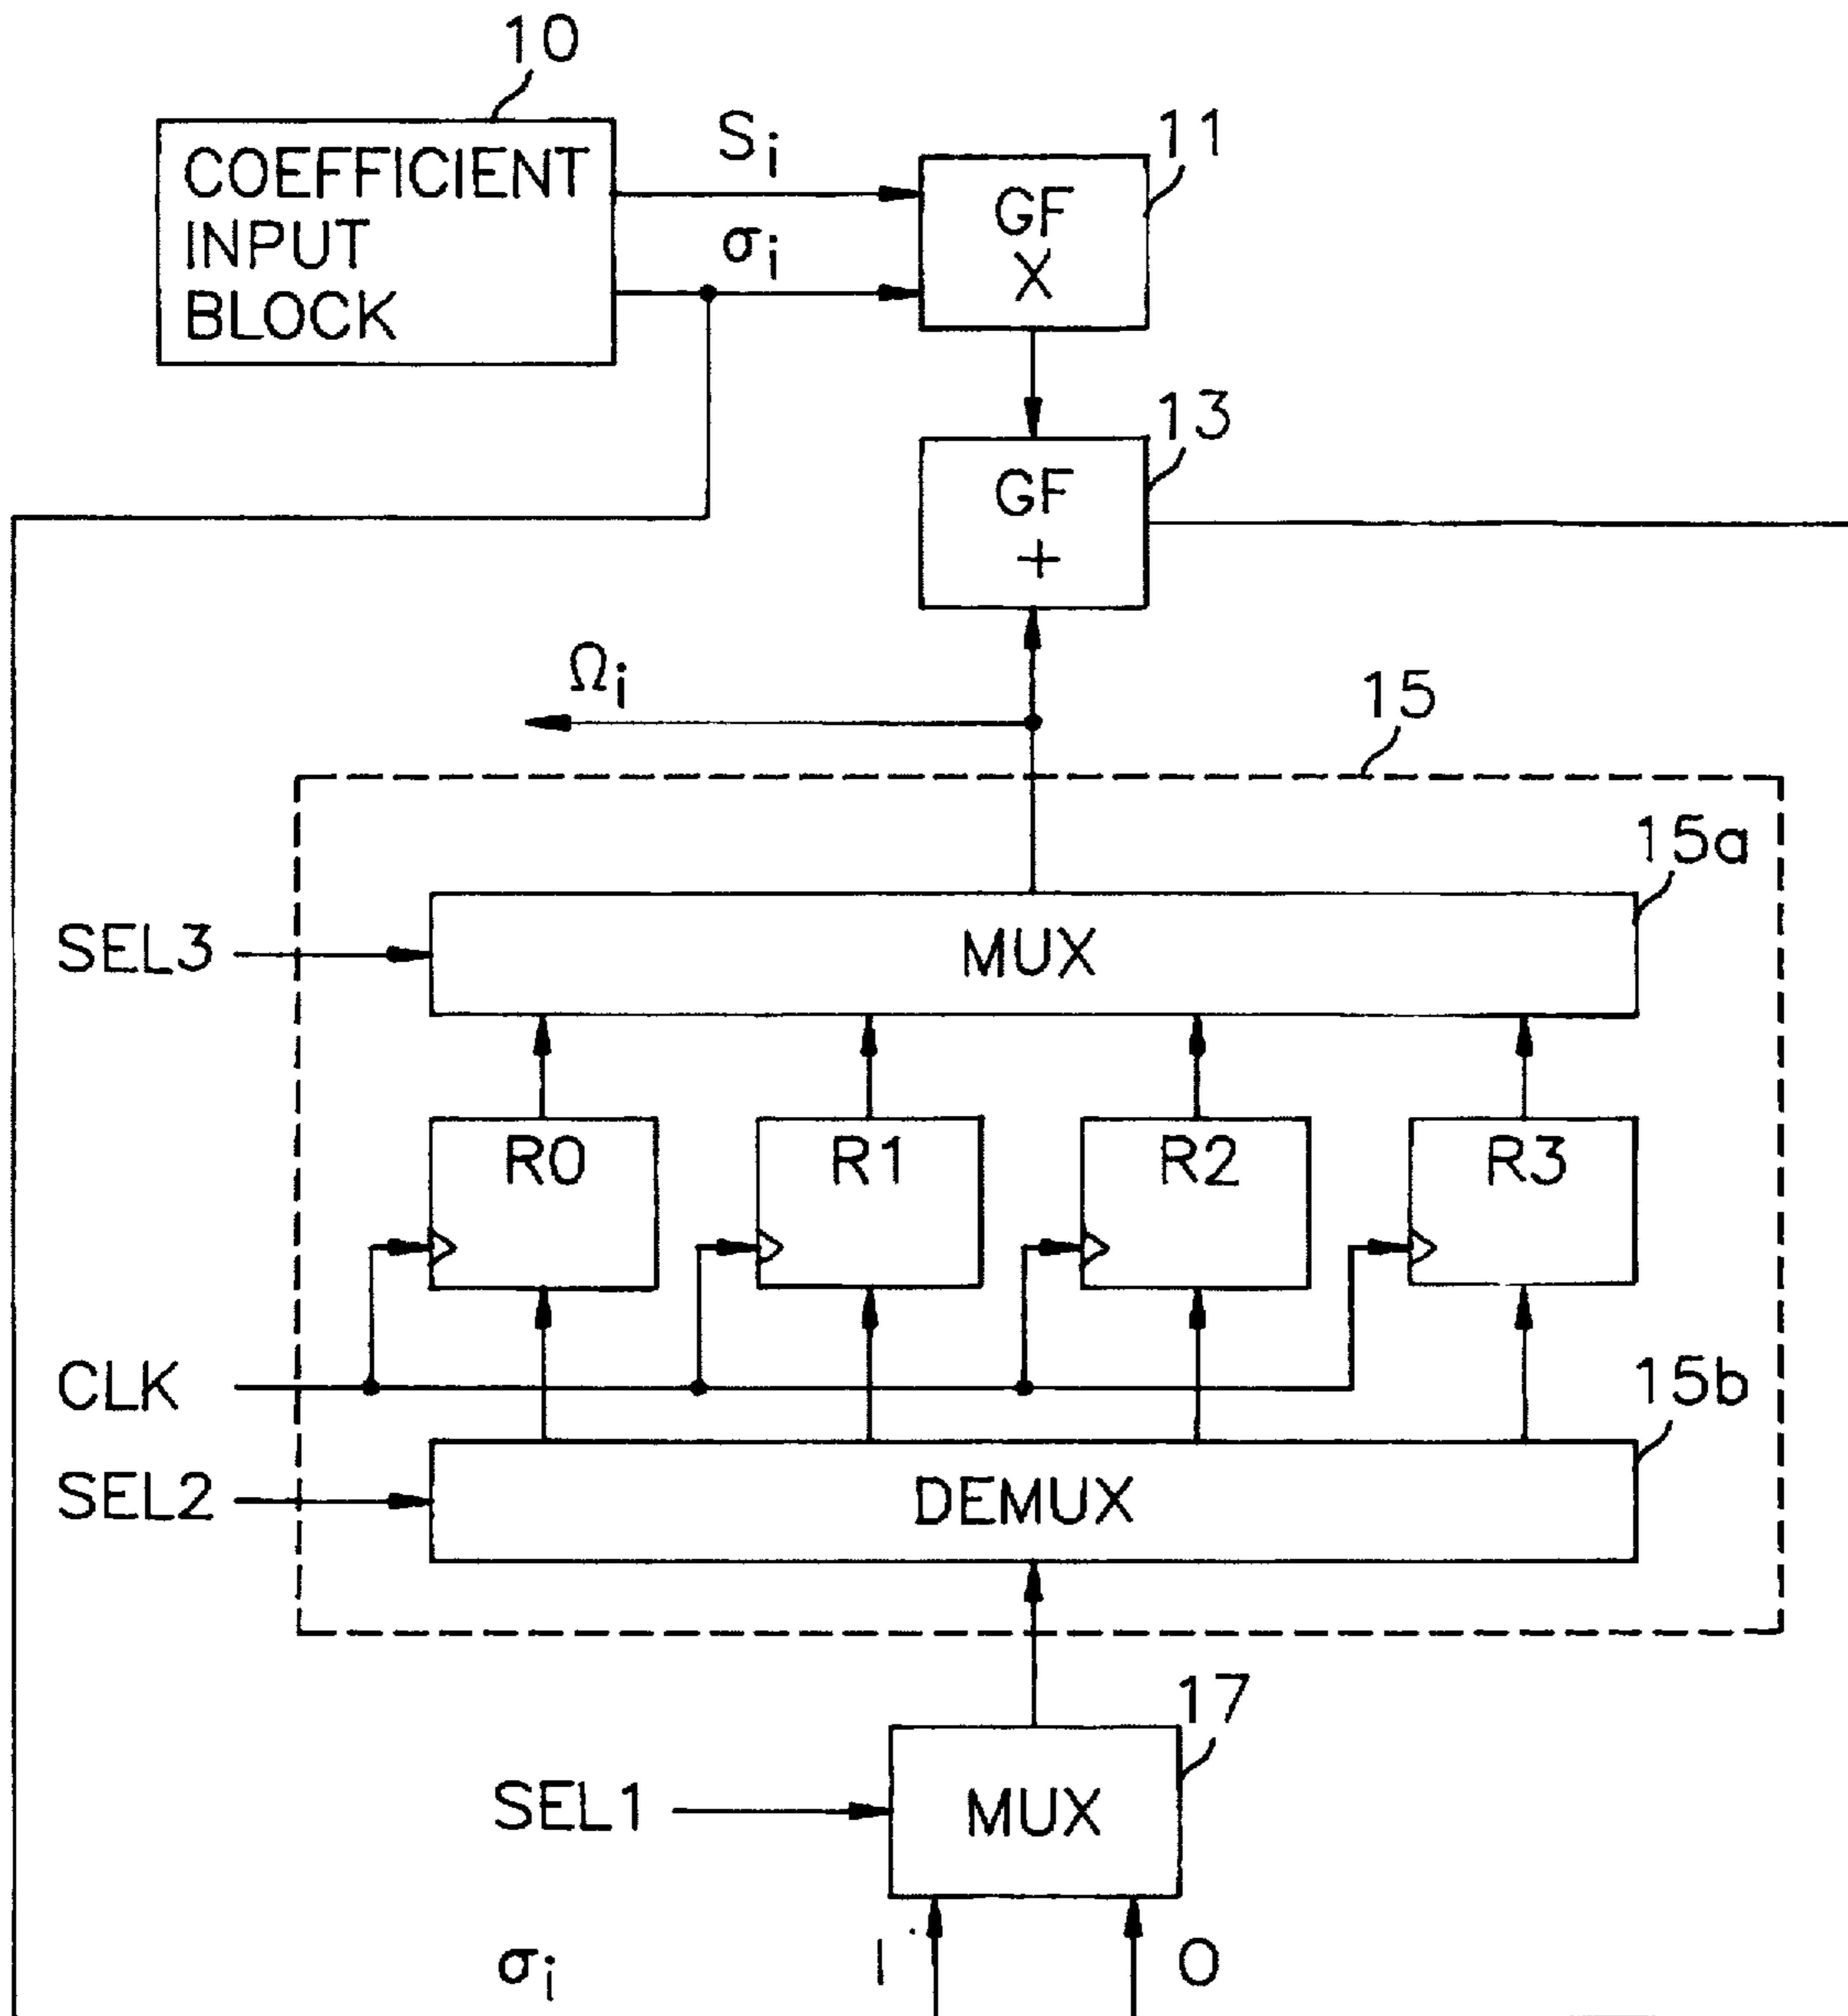 10
COEFFICIENT
INPUT
BLOCK
Si
σi
11
GF
X
13
GF
+
Ωi
15
15a
SEL3
MUX
R0
R1
R2
R3
CLK
15b
SEL2
DEMUX
17
SEL1
MUX
σi
1
0